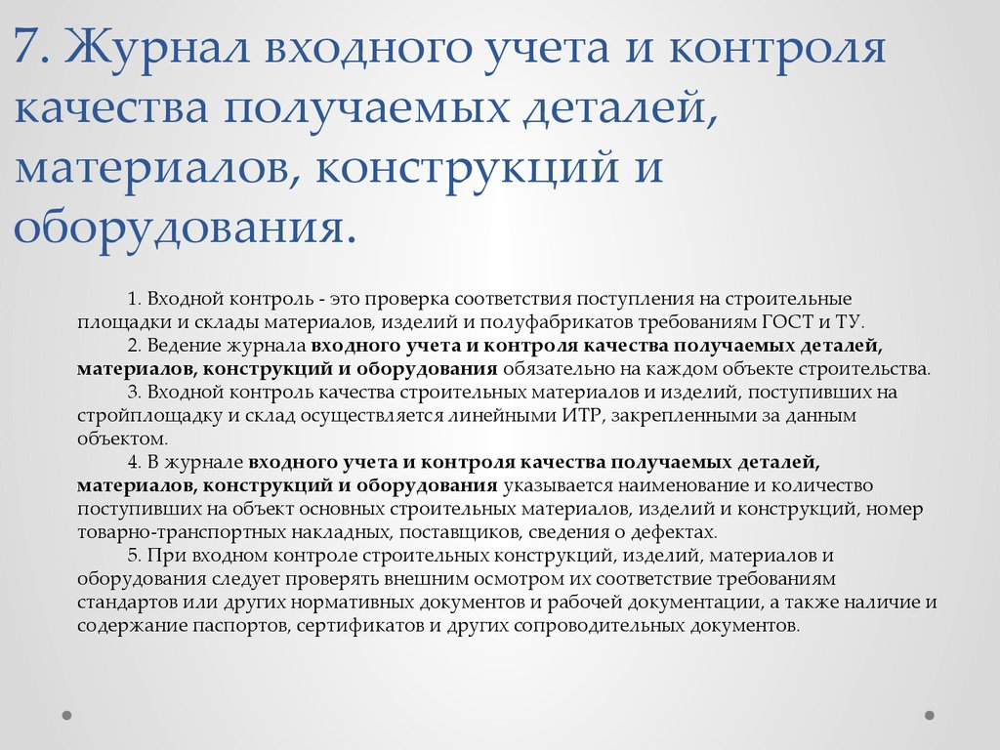 7. Журнал входного учета и контроля
качества получаемых деталей,
материалов, конструкций и
оборудования.
1. Входной контроль - это проверка соответствия поступления на строительные
площадки и склады материалов, изделий и полуфабрикатов требованиям ГОСТ и ТУ.
2. Ведение журнала входного учета и контроля качества получаемых деталей,
материалов, конструкций и оборудования обязательно на каждом объекте строительства.
3. Входной контроль качества строительных материалов и изделий, поступивших на
стройплощадку и склад осуществляется линейными ИТР, закрепленными за данным
объектом.
4. В журнале входного учета и контроля качества получаемых деталей,
материалов, конструкций и оборудования указывается наименование и количество
поступивших на объект основных строительных материалов, изделий и конструкций, номер
товарно-транспортных накладных, поставщиков, сведения о дефектах.
5. При входном контроле строительных конструкций, изделий, материалов и
оборудования следует проверять внешним осмотром их соответствие требованиям
стандартов или других нормативных документов и рабочей документации, а также наличие и
содержание паспортов, сертификатов и других сопроводительных документов.